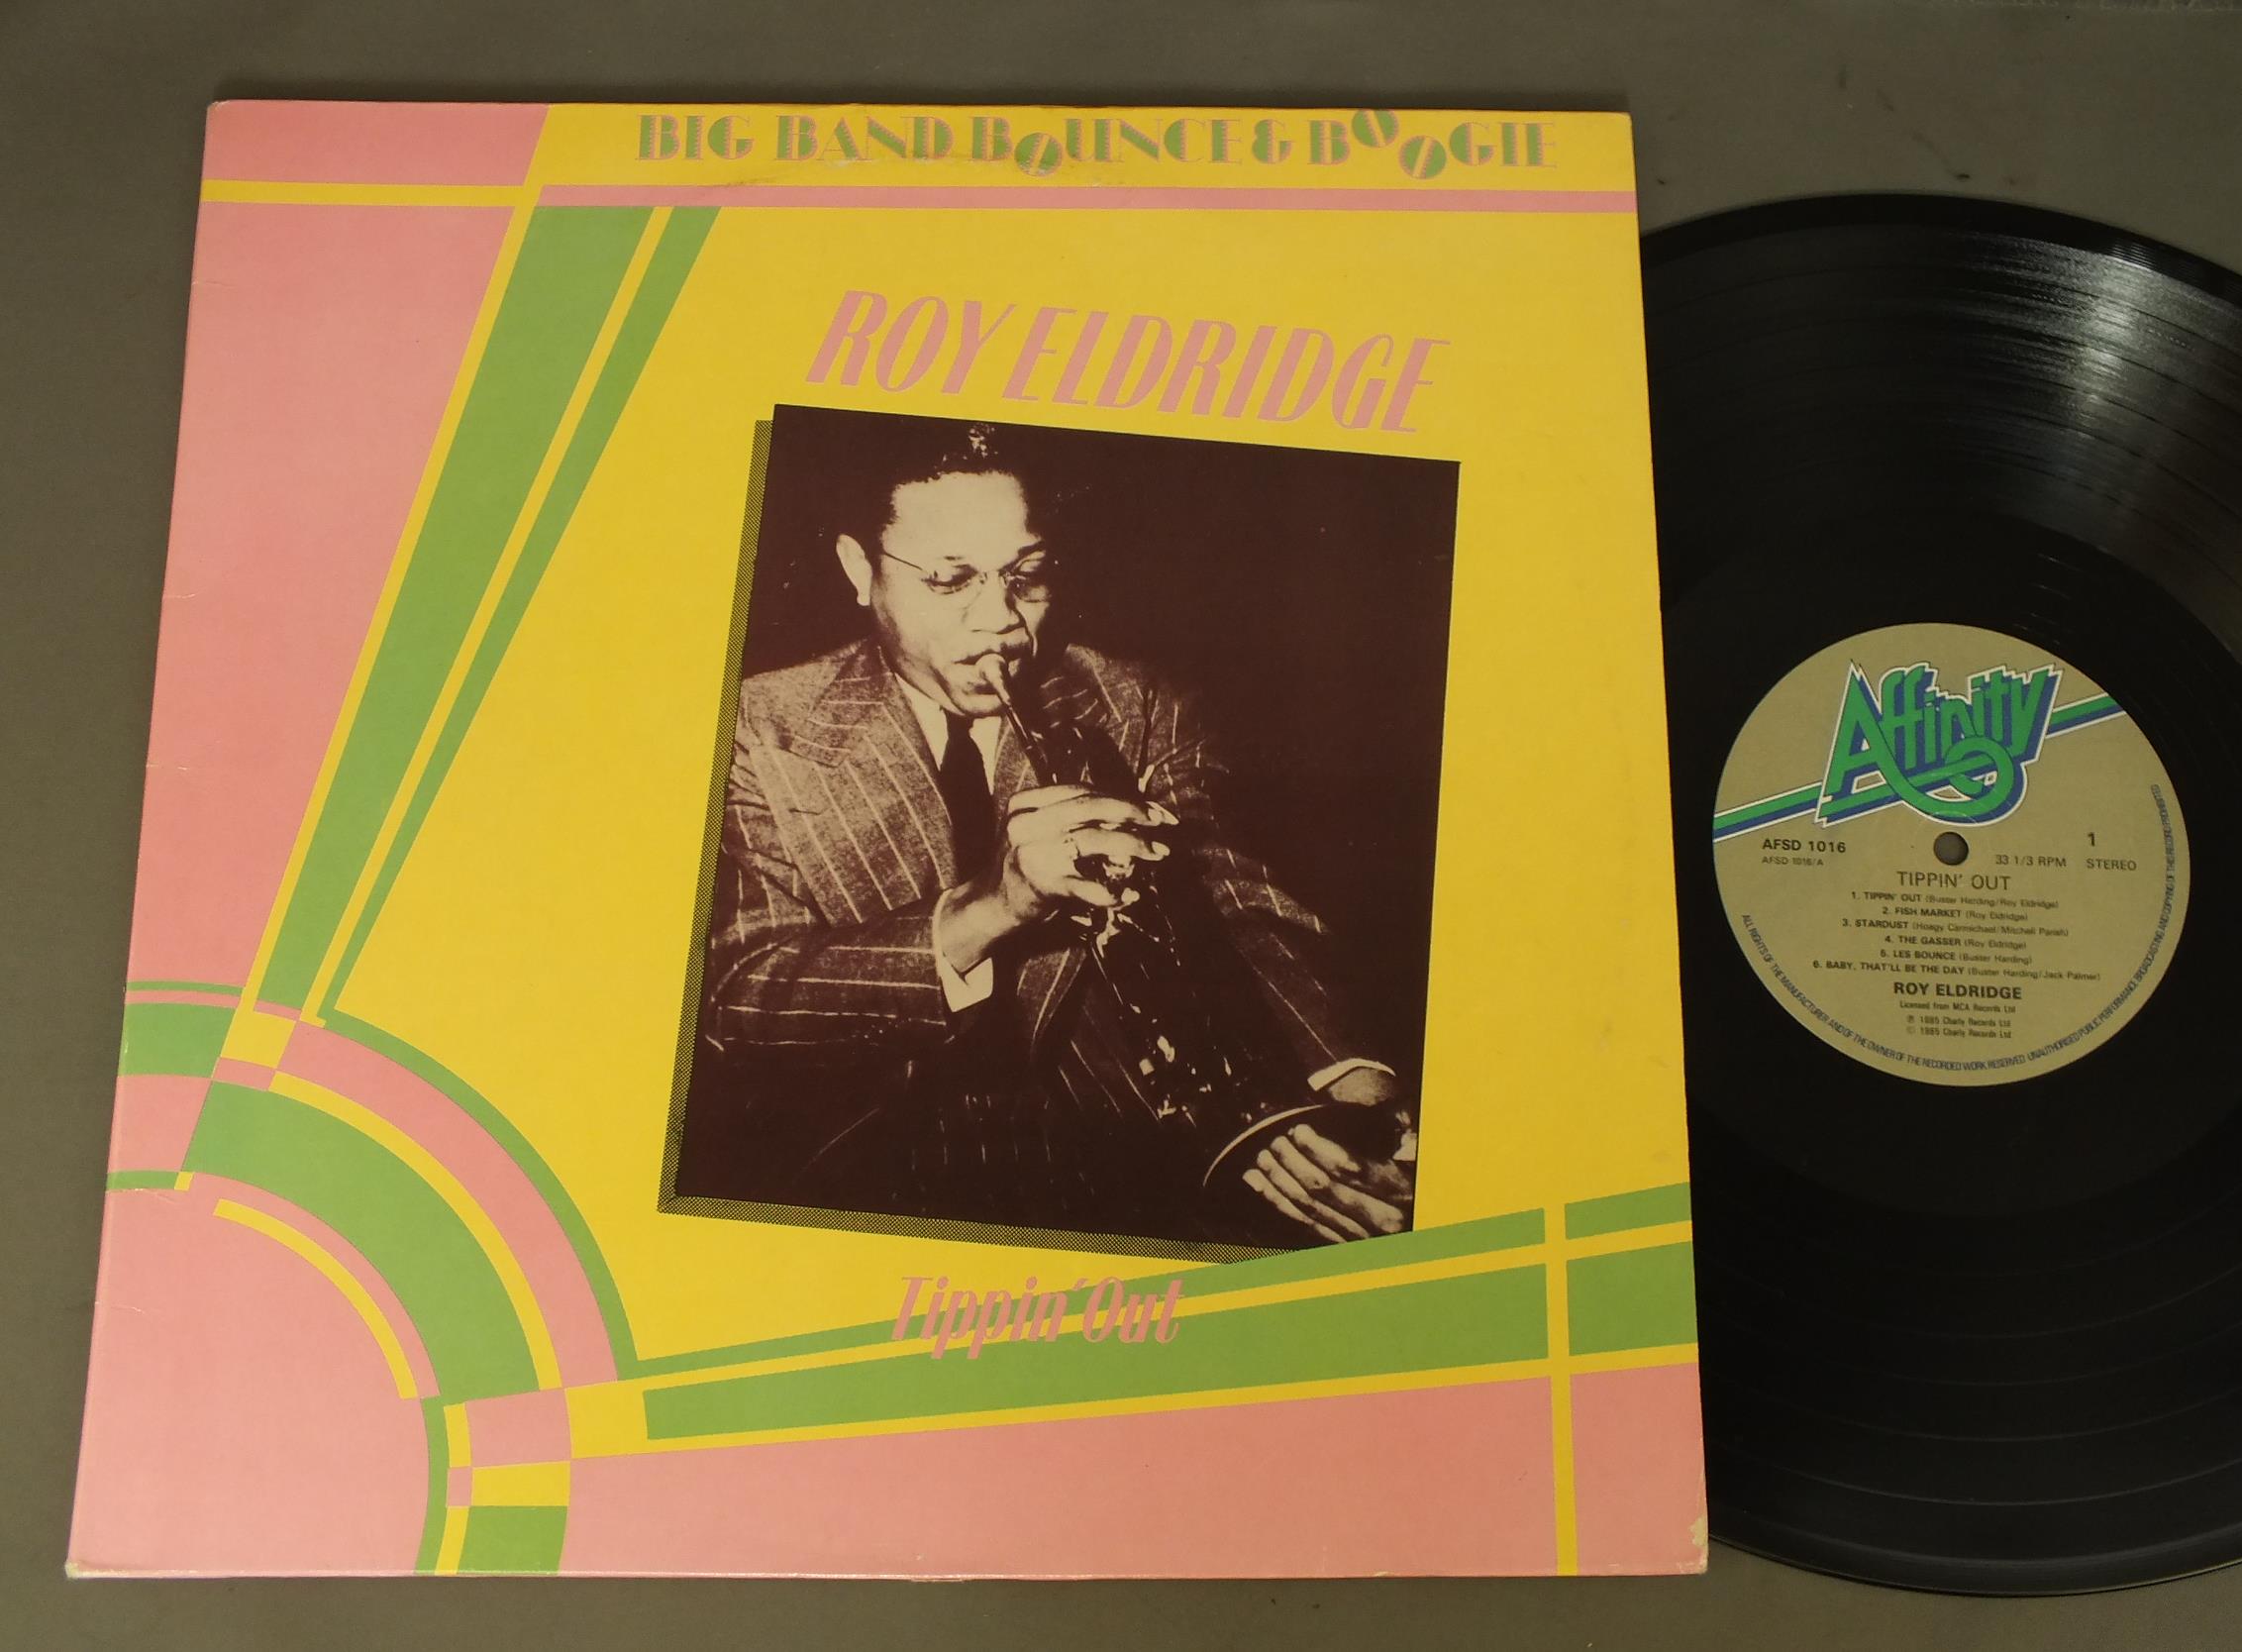 BIG BAND BOUNCE & BOOGIE
ROY ELDRIDGE
Tippin' Out
Affinity
AFSD 1016
AFSD 1016/A
33 1/3 RPM
1
STEREO
TIPPIN' OUT
1. TIPPIN' OUT (Buster Harding/Roy Eldridge)
2. FISH MARKET (Roy Eldridge)
3. STARDUST (Hoagy Carmichael/Mitchell Parish)
4. THE GASSER (Roy Eldridge)
5. LES BOUNCE (Buster Harding)
6. BABY, THAT'LL BE THE DAY (Buster Harding/Jack Palmer)
ROY ELDRIDGE
Licensed from MCA Records Ltd
℗ 1985 Charly Records Ltd
© 1985 Charly Records Ltd
ALL RIGHTS OF THE MANUFACTURER AND OF THE OWNER OF THE RECORDED WORK RESERVED. UNAUTHORISED PUBLIC PERFORMANCE, BROADCASTING AND COPYING OF THIS RECORD PROHIBITED